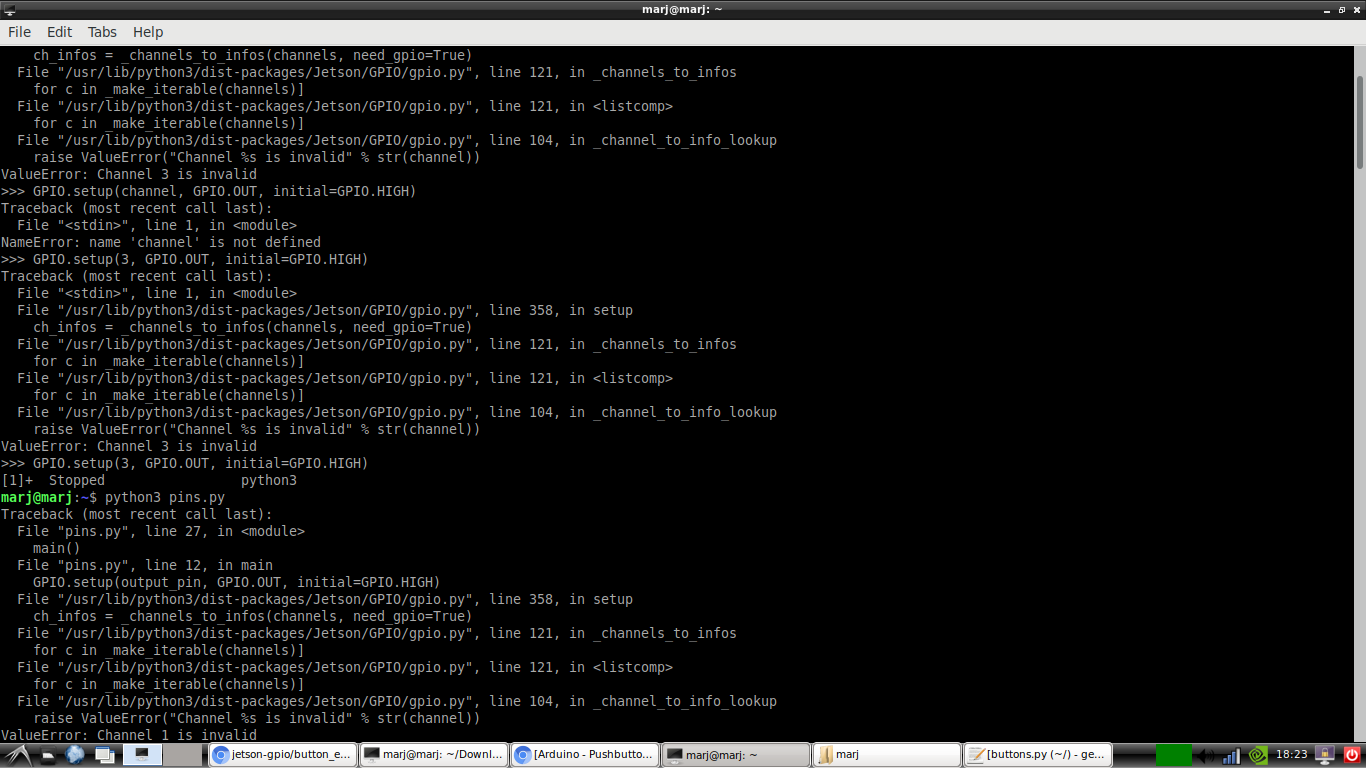 marj@marj: ~
File Edit Tabs Help
    ch_infos = _channels_to_infos(channels, need_gpio=True)
  File "/usr/lib/python3/dist-packages/Jetson/GPIO/gpio.py", line 121, in _channels_to_infos
    for c in _make_iterable(channels)]
  File "/usr/lib/python3/dist-packages/Jetson/GPIO/gpio.py", line 121, in <listcomp>
    for c in _make_iterable(channels)]
  File "/usr/lib/python3/dist-packages/Jetson/GPIO/gpio.py", line 104, in _channel_to_info_lookup
    raise ValueError("Channel %s is invalid" % str(channel))
ValueError: Channel 3 is invalid
>>> GPIO.setup(channel, GPIO.OUT, initial=GPIO.HIGH)
Traceback (most recent call last):
  File "<stdin>", line 1, in <module>
NameError: name 'channel' is not defined
>>> GPIO.setup(3, GPIO.OUT, initial=GPIO.HIGH)
Traceback (most recent call last):
  File "<stdin>", line 1, in <module>
  File "/usr/lib/python3/dist-packages/Jetson/GPIO/gpio.py", line 358, in setup
    ch_infos = _channels_to_infos(channels, need_gpio=True)
  File "/usr/lib/python3/dist-packages/Jetson/GPIO/gpio.py", line 121, in _channels_to_infos
    for c in _make_iterable(channels)]
  File "/usr/lib/python3/dist-packages/Jetson/GPIO/gpio.py", line 121, in <listcomp>
    for c in _make_iterable(channels)]
  File "/usr/lib/python3/dist-packages/Jetson/GPIO/gpio.py", line 104, in _channel_to_info_lookup
    raise ValueError("Channel %s is invalid" % str(channel))
ValueError: Channel 3 is invalid
>>> GPIO.setup(3, GPIO.OUT, initial=GPIO.HIGH)
[1]+  Stopped                 python3
marj@marj:~$ python3 pins.py
Traceback (most recent call last):
  File "pins.py", line 27, in <module>
    main()
  File "pins.py", line 12, in main
    GPIO.setup(output_pin, GPIO.OUT, initial=GPIO.HIGH)
  File "/usr/lib/python3/dist-packages/Jetson/GPIO/gpio.py", line 358, in setup
    ch_infos = _channels_to_infos(channels, need_gpio=True)
  File "/usr/lib/python3/dist-packages/Jetson/GPIO/gpio.py", line 121, in _channels_to_infos
    for c in _make_iterable(channels)]
  File "/usr/lib/python3/dist-packages/Jetson/GPIO/gpio.py", line 121, in <listcomp>
    for c in _make_iterable(channels)]
  File "/usr/lib/python3/dist-packages/Jetson/GPIO/gpio.py", line 104, in _channel_to_info_lookup
    raise ValueError("Channel %s is invalid" % str(channel))
ValueError: Channel 1 is invalid
jetson-gpio/button_e... marj@marj: ~/Downl... [Arduino - Pushbutto... marj@marj: ~ marj [buttons.py (~/) - ge... 18:23